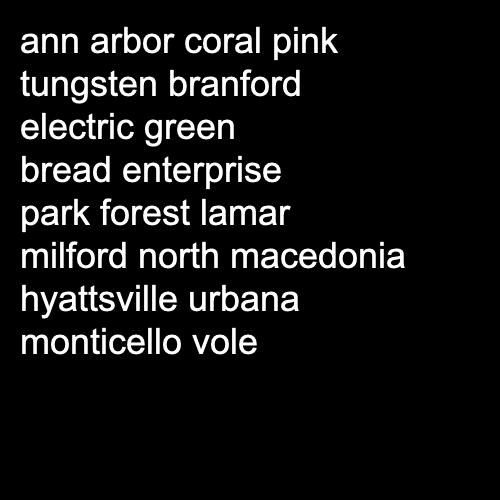 ann arbor coral pink
tungsten branford
electric green
bread enterprise
park forest lamar
milford north macedonia
hyattsville urbana
monticello vole